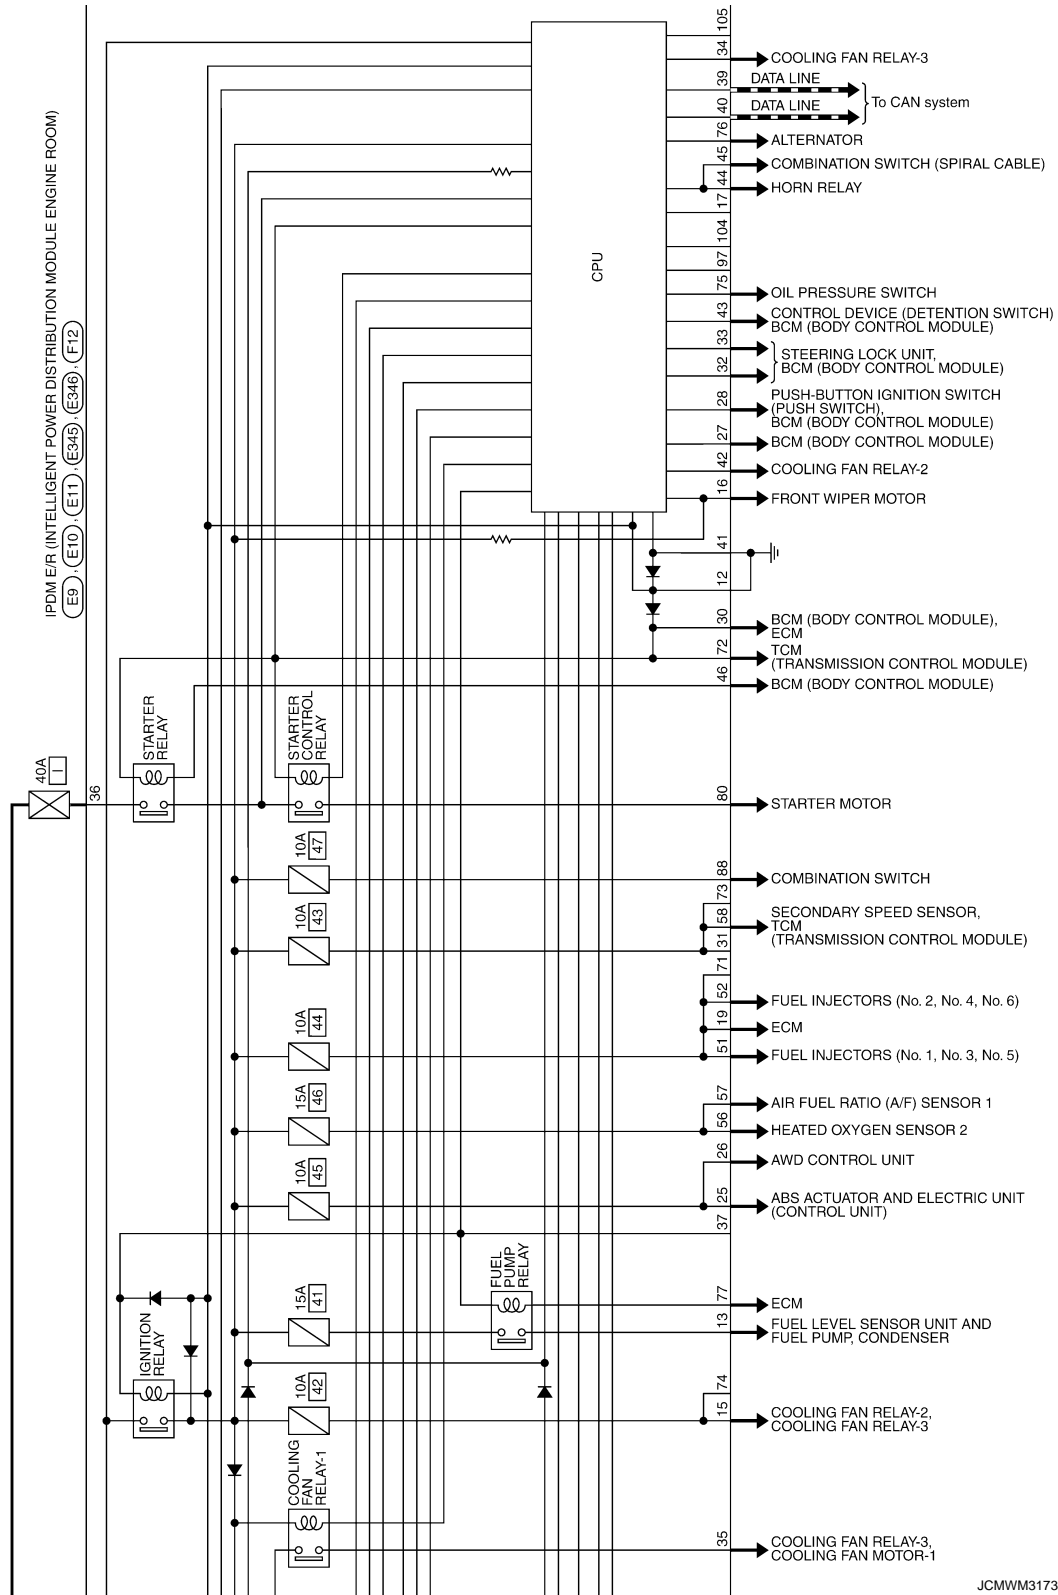 IPDM E/R (INTELLIGENT POWER DISTRIBUTION MODULE ENGINE ROOM)
E9 , E10 , E11 , E345 , E346 , F12
CPU
105
34
COOLING FAN RELAY-3
39
DATA LINE
40
DATA LINE
To CAN system
76
ALTERNATOR
45
COMBINATION SWITCH (SPIRAL CABLE)
44
HORN RELAY
17
104
97
75
OIL PRESSURE SWITCH
43
CONTROL DEVICE (DETENTION SWITCH)
BCM (BODY CONTROL MODULE)
33
32
STEERING LOCK UNIT,
BCM (BODY CONTROL MODULE)
28
PUSH-BUTTON IGNITION SWITCH
(PUSH SWITCH),
BCM (BODY CONTROL MODULE)
27
BCM (BODY CONTROL MODULE)
42
COOLING FAN RELAY-2
16
FRONT WIPER MOTOR
41
12
30
BCM (BODY CONTROL MODULE),
ECM
72
TCM
(TRANSMISSION CONTROL MODULE)
46
BCM (BODY CONTROL MODULE)
STARTER
RELAY
STARTER
CONTROL
RELAY
40A
I
36
80
STARTER MOTOR
10A
47
88
COMBINATION SWITCH
10A
43
73
58
31
SECONDARY SPEED SENSOR,
TCM
(TRANSMISSION CONTROL MODULE)
71
52
FUEL INJECTORS (No. 2, No. 4, No. 6)
10A
44
19
ECM
51
FUEL INJECTORS (No. 1, No. 3, No. 5)
15A
46
57
AIR FUEL RATIO (A/F) SENSOR 1
56
HEATED OXYGEN SENSOR 2
26
AWD CONTROL UNIT
10A
45
25
ABS ACTUATOR AND ELECTRIC UNIT
(CONTROL UNIT)
37
FUEL
PUMP
RELAY
15A
41
77
ECM
13
FUEL LEVEL SENSOR UNIT AND
FUEL PUMP, CONDENSER
IGNITION
RELAY
10A
42
74
15
COOLING FAN RELAY-2,
COOLING FAN RELAY-3
COOLING
FAN
RELAY-1
35
COOLING FAN RELAY-3,
COOLING FAN MOTOR-1
JCMWM3173